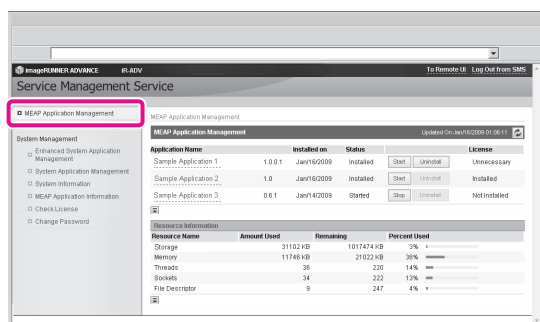 imageRUNNER ADVANCE iR-ADV To Remote UI Log Out from SMS
Service Management Service
MEAP Application Management
System Management
Enhanced System Application
Management
System Application Management
System Information
MEAP Application Information
Check License
Change Password
MEAP Application Management
MEAP Application Management Updated On:Jan/16/2009 01:06:11
Application Name Installed on Status License
Sample Application 1 1.0.0.1 Jan/16/2009 Installed Start Uninstall Unnecessary
Sample Application 2 1.0 Jan/16/2009 Installed Start Uninstall Installed
Sample Application 3 0.6.1 Jan/14/2009 Started Stop Uninstall Not Installed
Resource Information
Resource Name Amount Used Remaining Percent Used
Storage 31102 KB 1017474 KB 3%
Memory 11746 KB 21022 KB 36%
Threads 36 220 14%
Sockets 34 222 13%
File Descriptor 9 247 4%